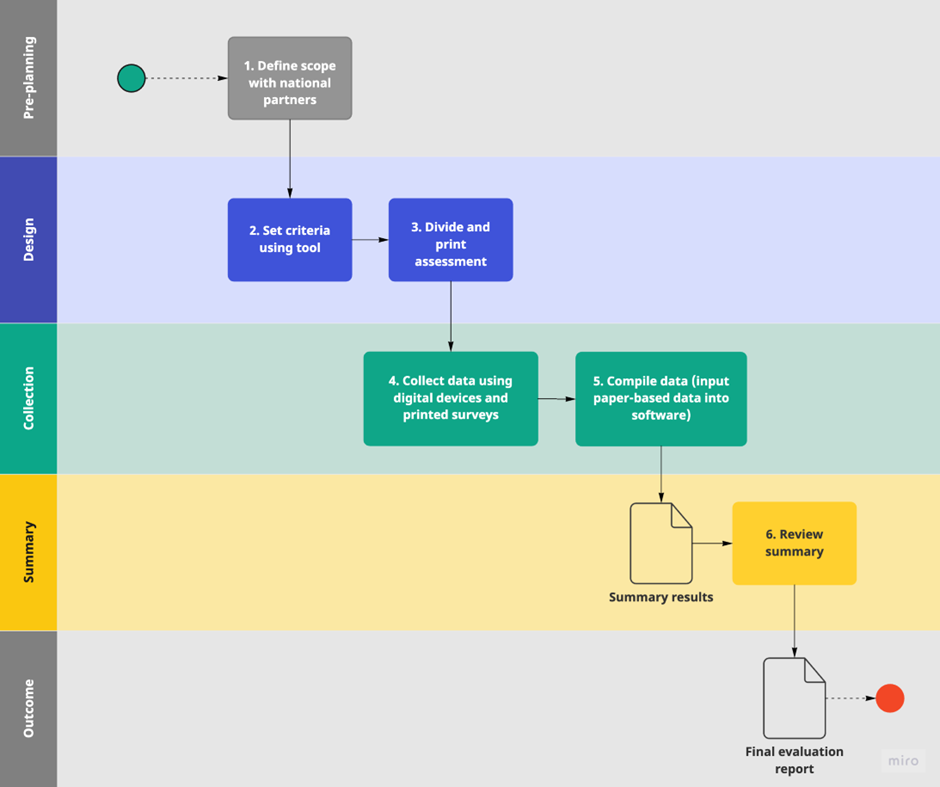 Pre-planning
1. Define scope
with national
partners
Design
2. Set criteria
using tool
3. Divide and
print
assessment
Collection
4. Collect data using
digital devices and
printed surveys
5. Compile data (input
paper-based data into
software)
Summary
Summary results
6. Review
summary
Outcome
Final evaluation
report
miro